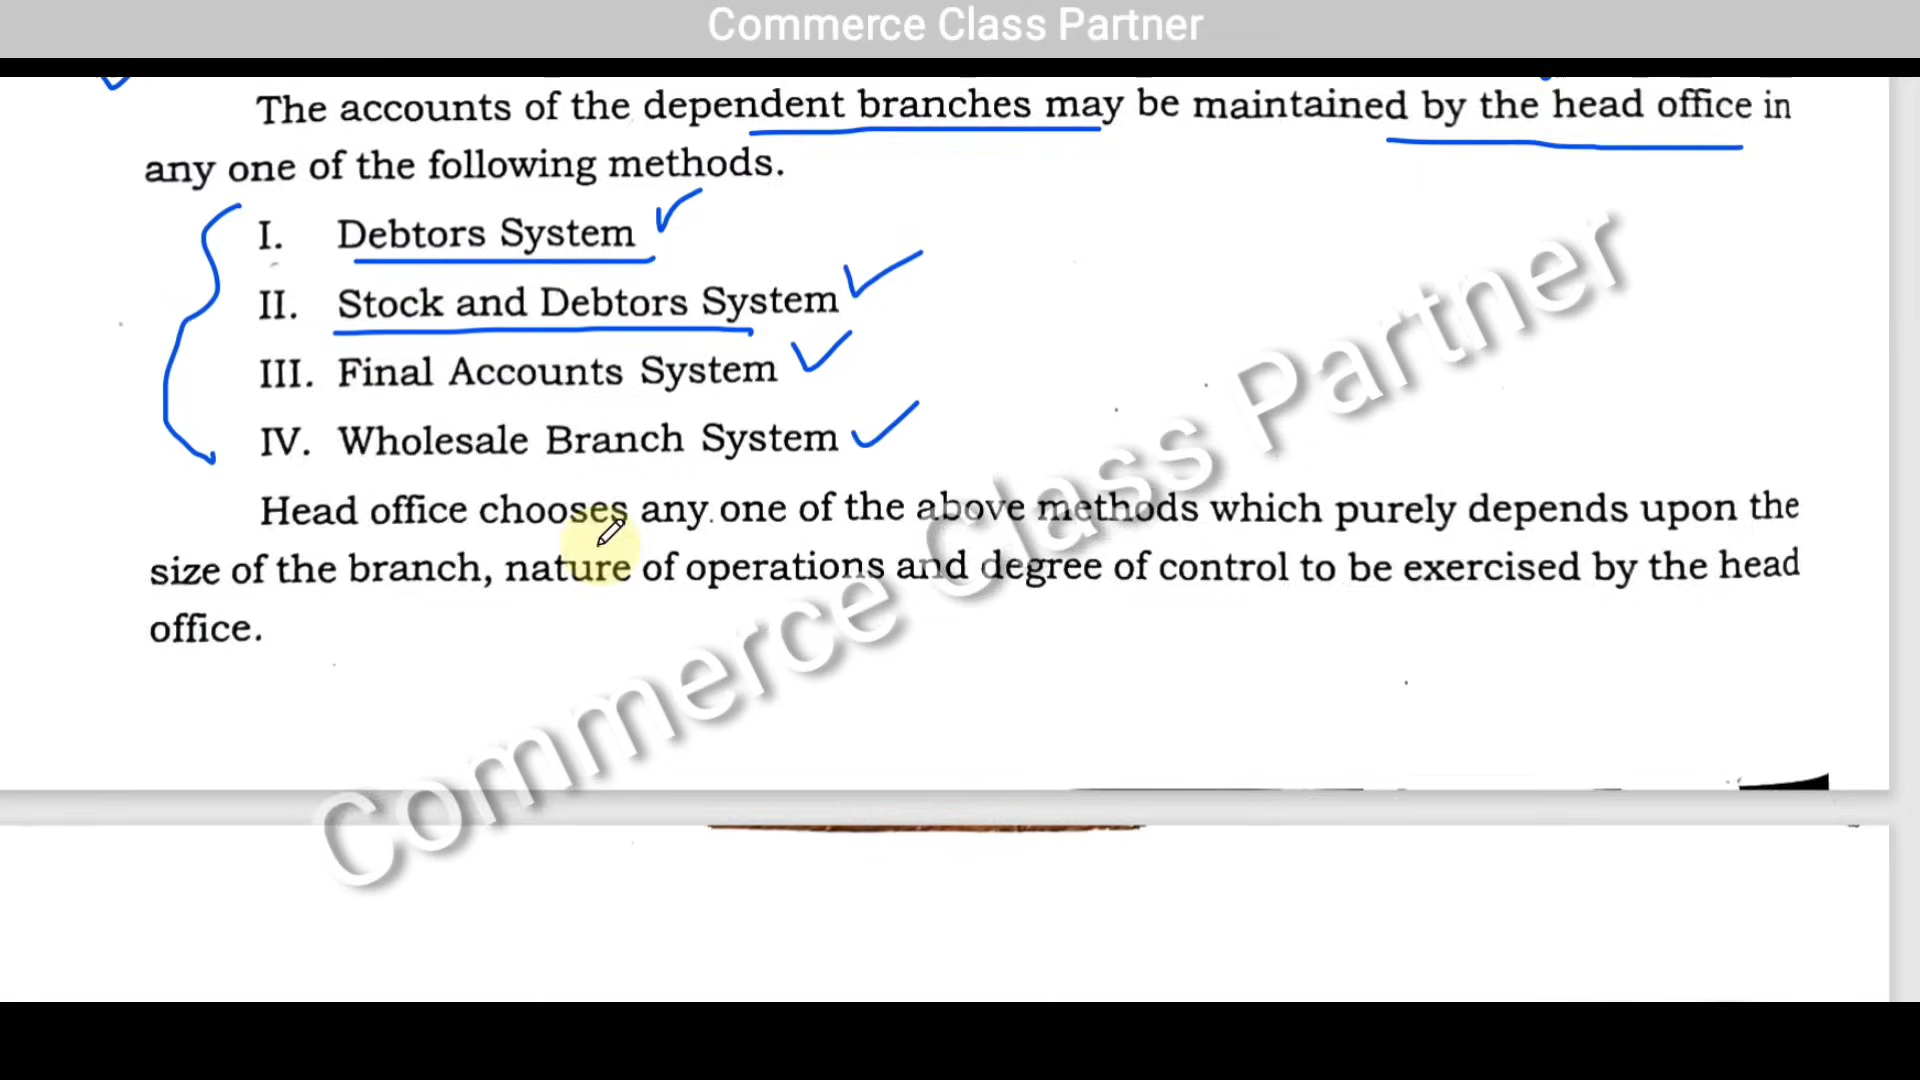 Commerce Class Partner
The accounts of the dependent branches may be maintained by the head office in
any one of the following methods.
I. Debtors System
II. Stock and Debtors System
III. Final Accounts System
IV. Wholesale Branch System
Head office chooses any one of the above methods which purely depends upon the
size of the branch, nature of operations and degree of control to be exercised by the head
office.
Commerce Class Partner